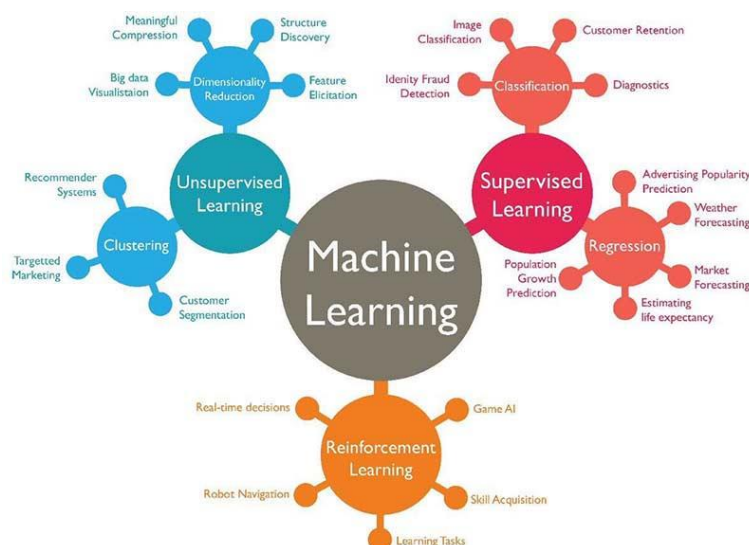 Meaningful
Compression
Structure
Discovery
Big data
Visualistaion
Dimensionality
Reduction
Feature
Elicitation
Image
Classification
Customer Retention
Idenity Fraud
Detection
Classification
Diagnostics
Recommender
Systems
Unsupervised
Learning
Supervised
Learning
Advertising Popularity
Prediction
Weather
Forecasting
Clustering
Regression
Targetted
Marketing
Customer
Segmentation
Machine
Learning
Population
Growth
Prediction
Market
Forecasting
Estimating
life expectancy
Real-time decisions
Game AI
Reinforcement
Learning
Robot Navigation
Skill Acquisition
Learning Tasks